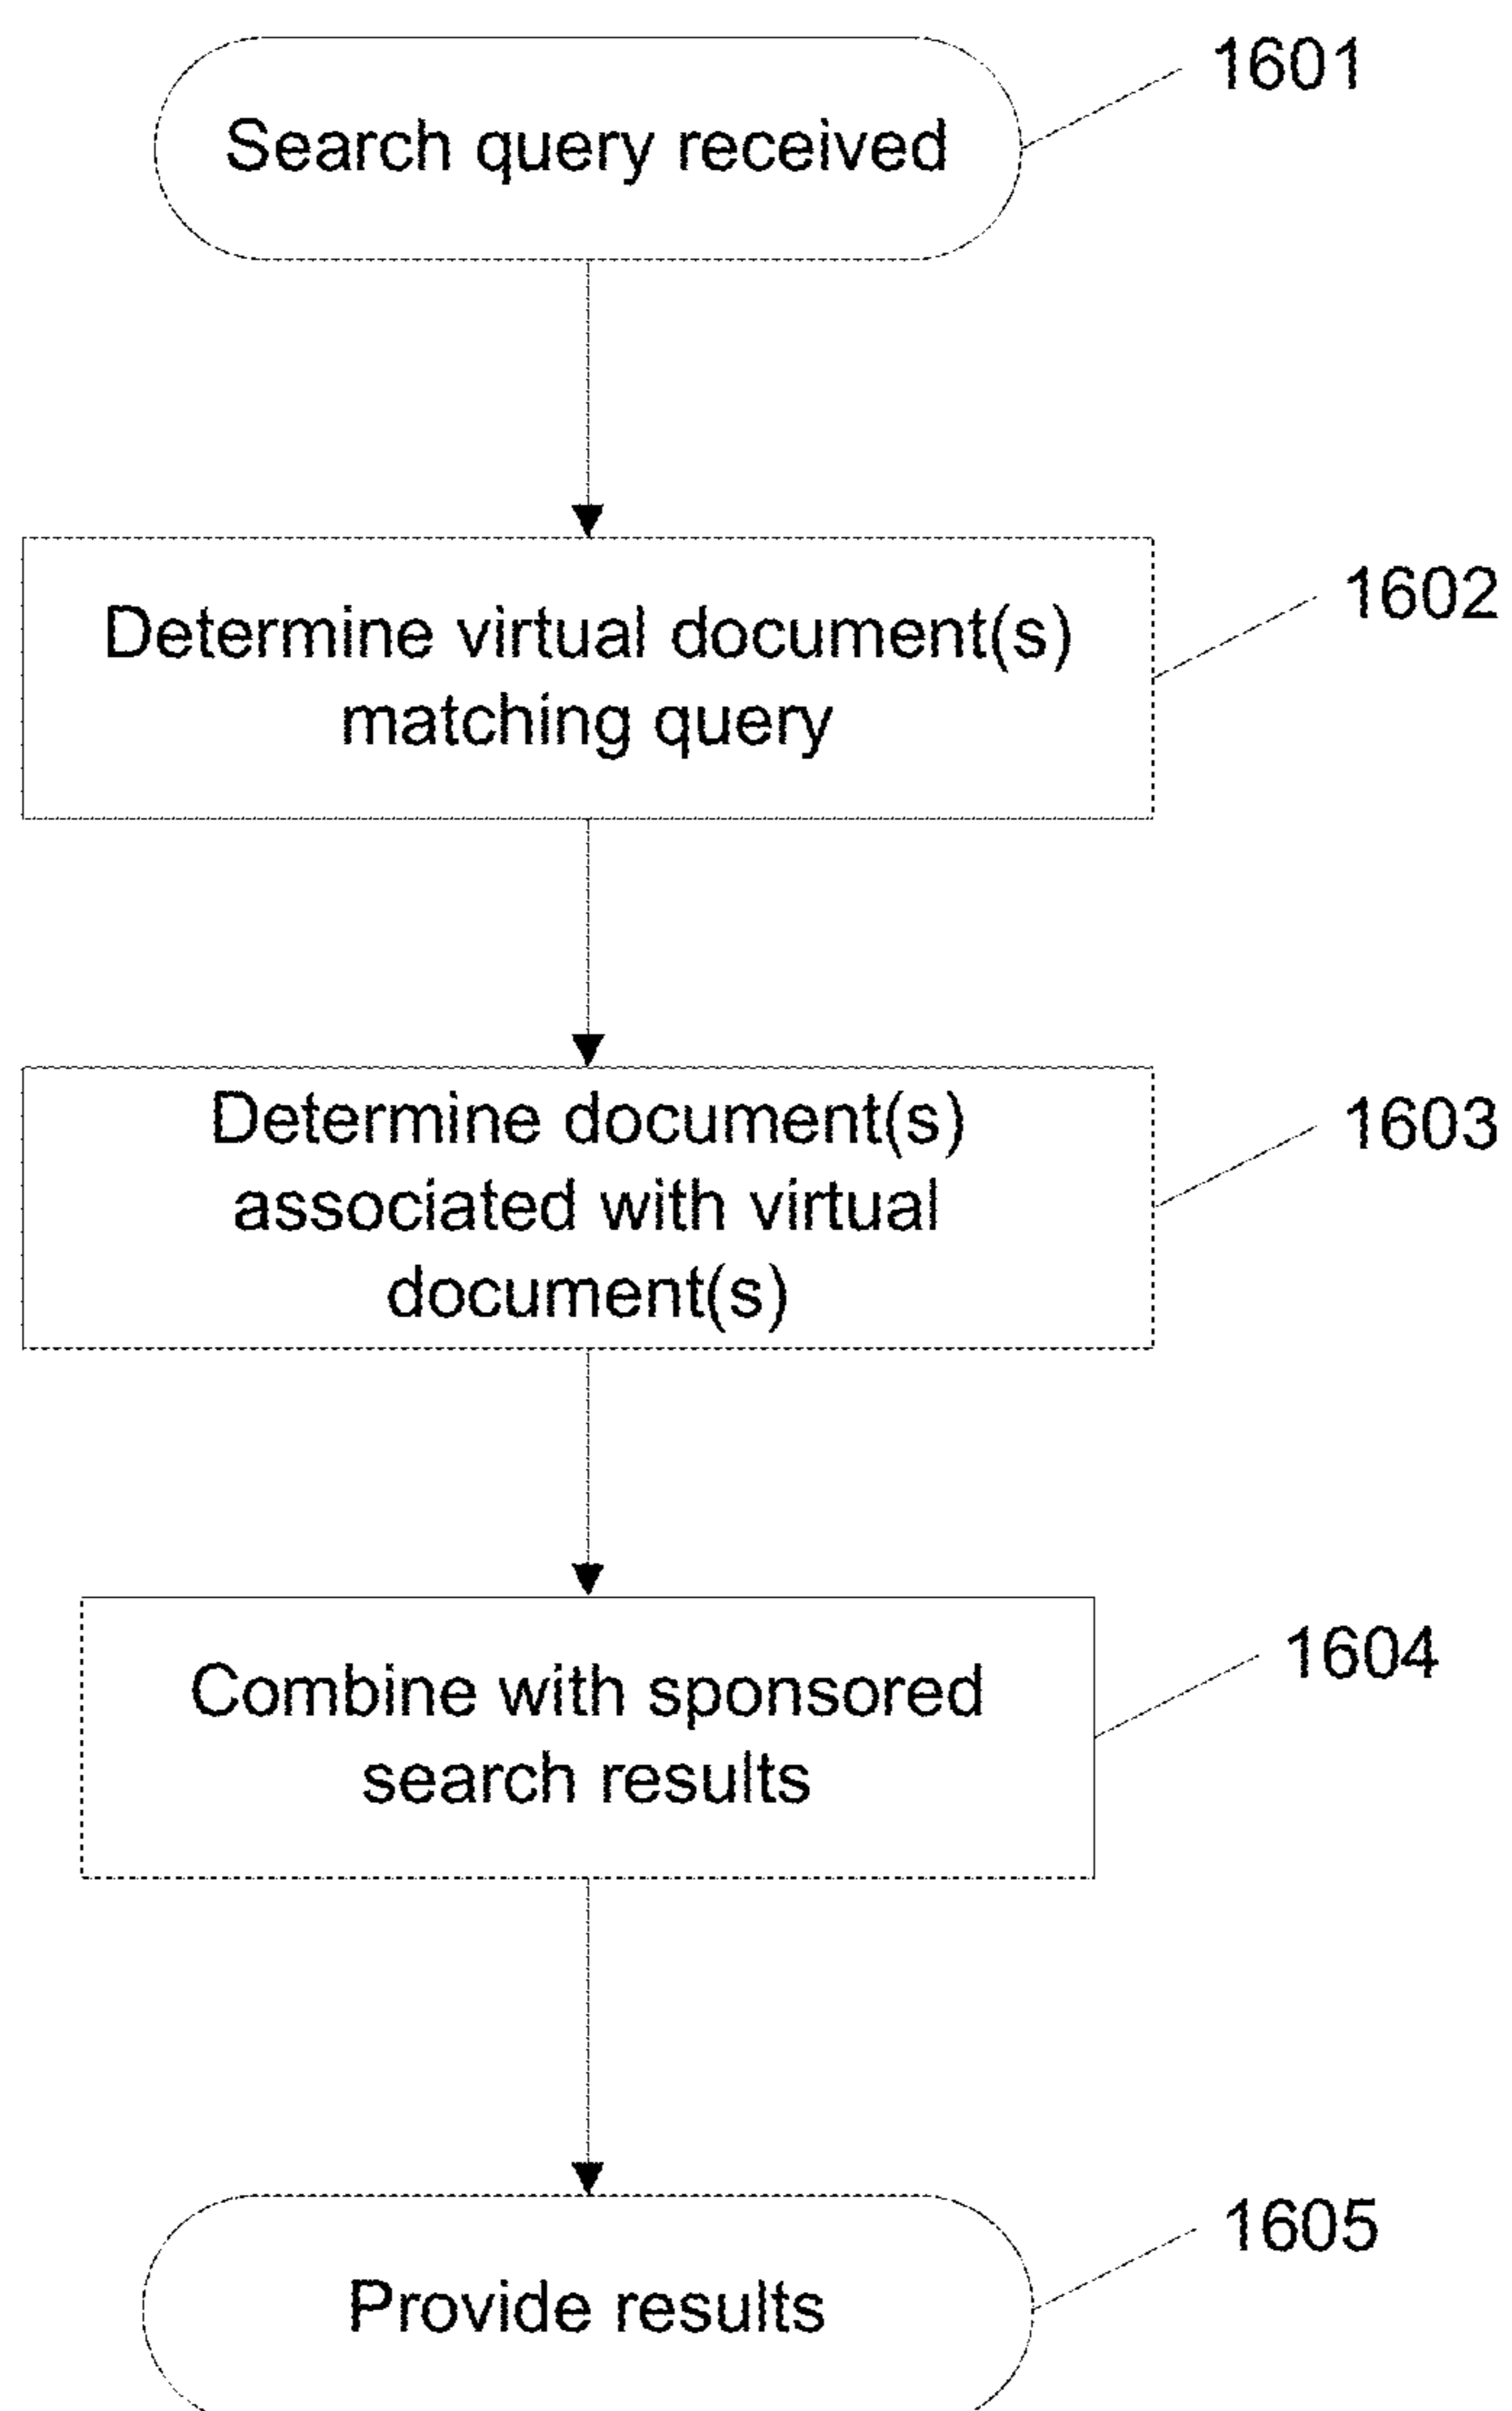 1601
Search query received
1602
Determine virtual document(s)
matching query
1603
Determine document(s)
associated with virtual
document(s)
1604
Combine with sponsored
search results
1605
Provide results